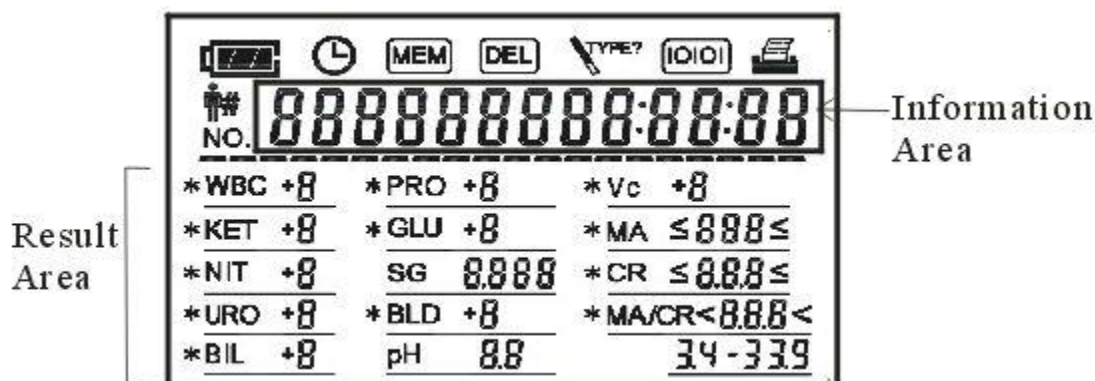 TYPE?
MEM DEL IOIOI
# NO. 888888888:88:88
Information
Area
Result
Area
*WBC +8 *PRO +8 *Vc +8
*KET +8 *GLU +8 *MA ≤888≤
*NIT +8 SG 8.888 *CR ≤8.8.8≤
*URO +8 *BLD +8 *MA/CR<8.8.8<
*BIL +8 pH 8.8 3.4-33.9